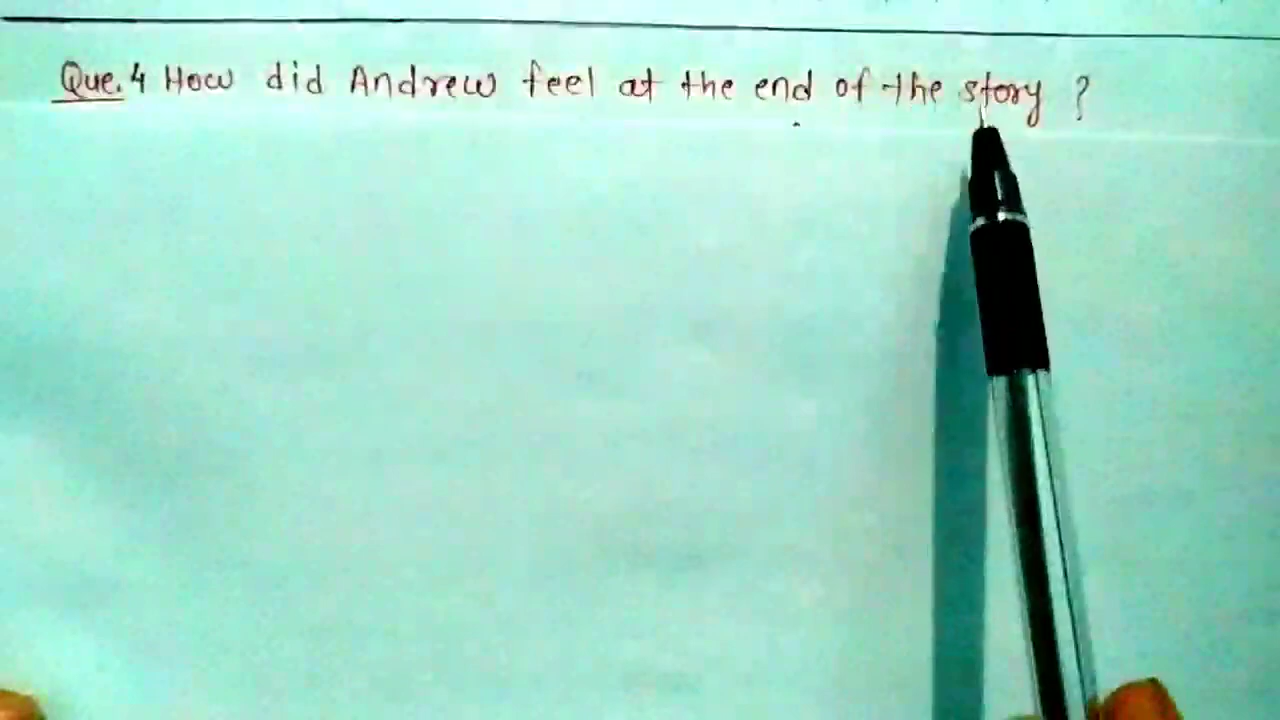 Que. 4 How did Andrew feel at the end of the story ?